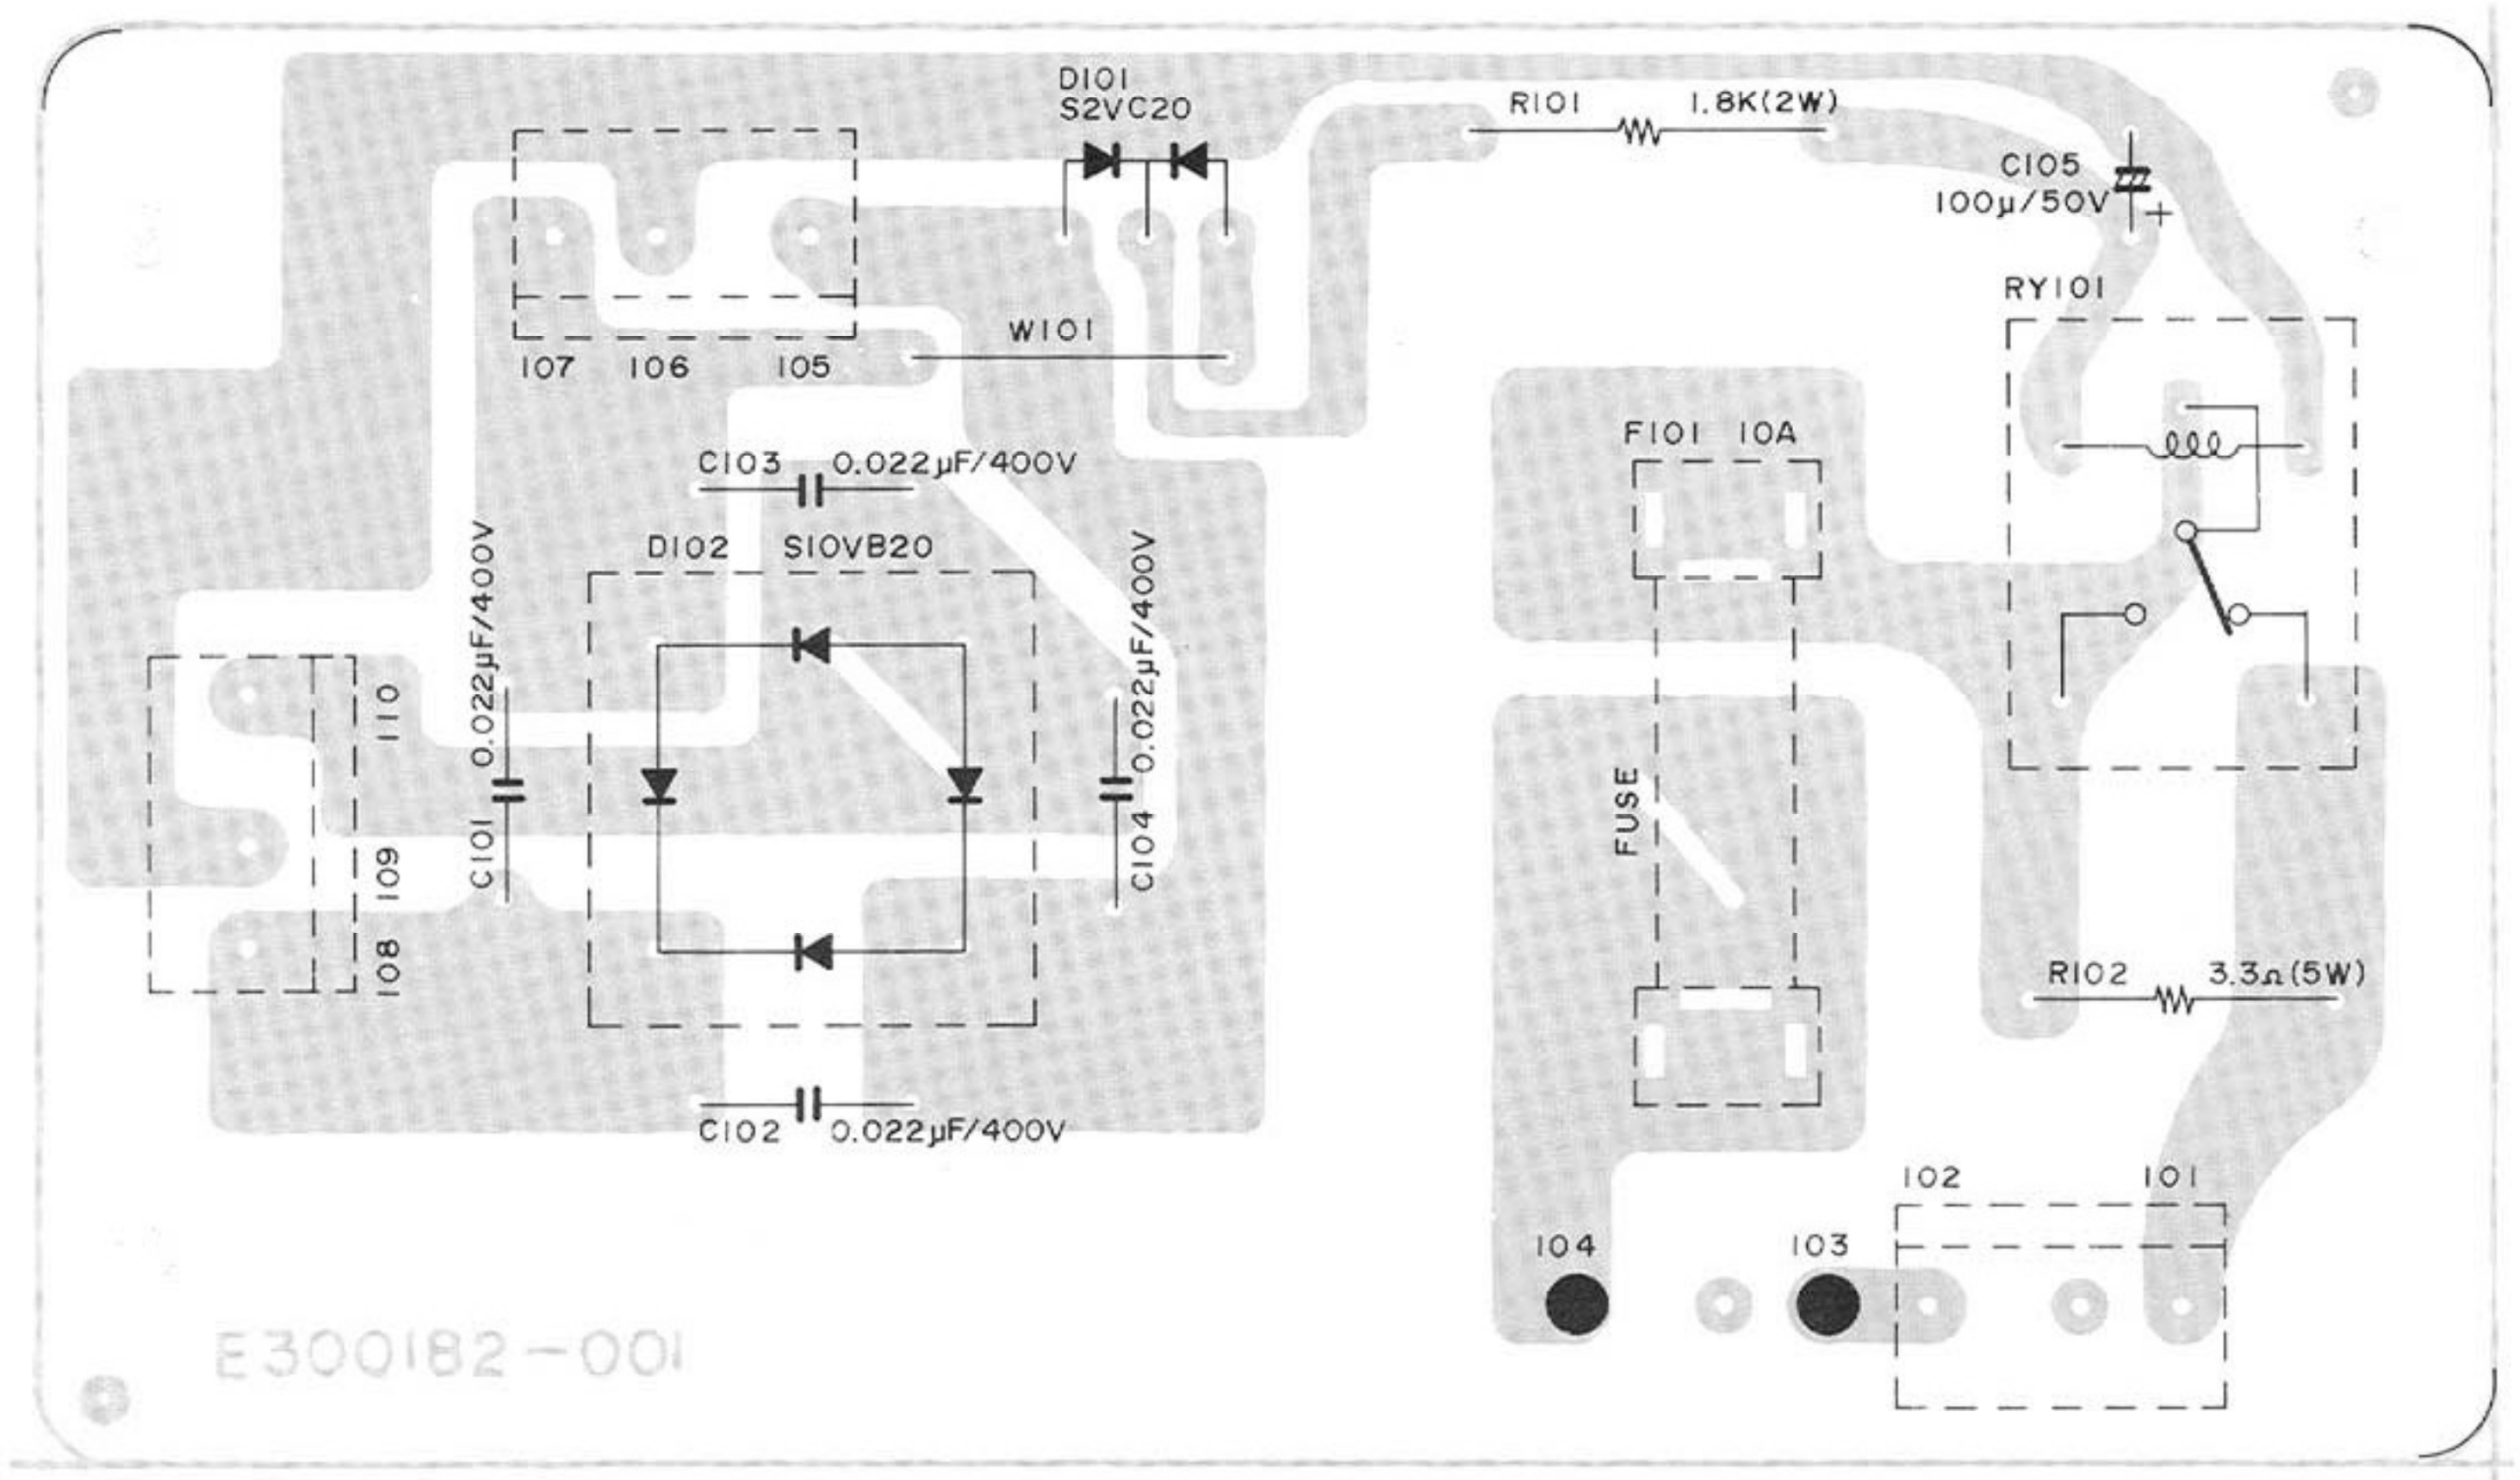 D101
S2VC20
R101 1.8K(2W)
C105
100µ/50V
+
RY101
W101
107 106 105
F101 10A
C103 0.022µF/400V
D102 S10VB20
C101 0.022µF/400V
C104 0.022µF/400V
110
109
108
FUSE
R102 3.3Ω(5W)
C102 0.022µF/400V
102 101
104 103
E300182-001